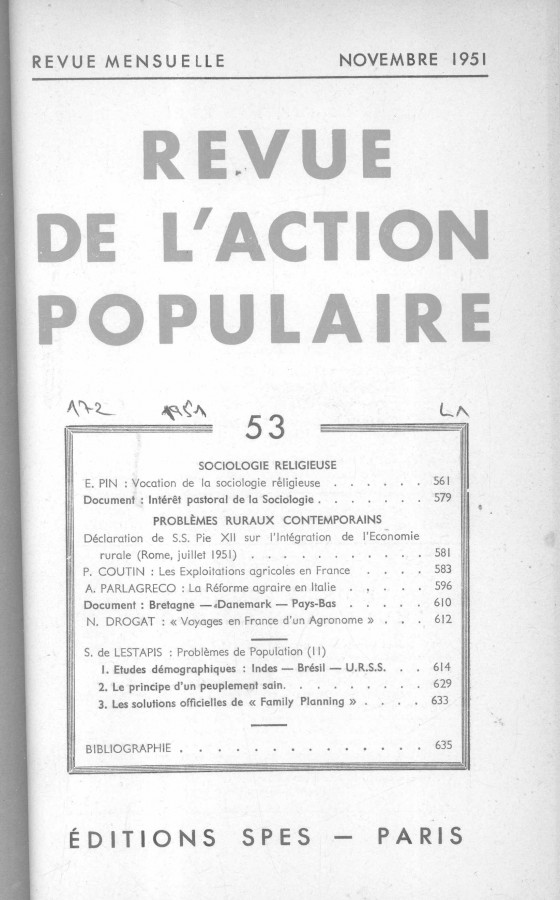 REVUE MENSUELLE NOVEMBRE 1951
REVUE
DE L'ACTION
POPULAIRE
172 1951 LA
53
SOCIOLOGIE RELIGIEUSE
E. PIN : Vocation de la sociologie religieuse . . . . . . 561
Document : Intérêt pastoral de la Sociologie . . . . . . 579
PROBLÈMES RURAUX CONTEMPORAINS
Déclaration de S.S. Pie XII sur l'Intégration de l'Economie
rurale (Rome, juillet 1951) . . . . . . . . . . . 581
P. COUTIN : Les Exploitations agricoles en France . . . . 583
A. PARLAGRECO : La Réforme agraire en Italie . . . . . 596
Document : Bretagne — Danemark — Pays-Bas . . . . . 610
N. DROGAT : « Voyages en France d'un Agronome » . . . 612
S. de LESTAPIS : Problèmes de Population (II)
1. Etudes démographiques : Indes — Brésil — U.R.S.S. . . 614
2. Le principe d'un peuplement sain. . . . . . . . . 629
3. Les solutions officielles de « Family Planning » . . . . 633
BIBLIOGRAPHIE . . . . . . . . . . . . . . 635
ÉDITIONS SPES — PARIS